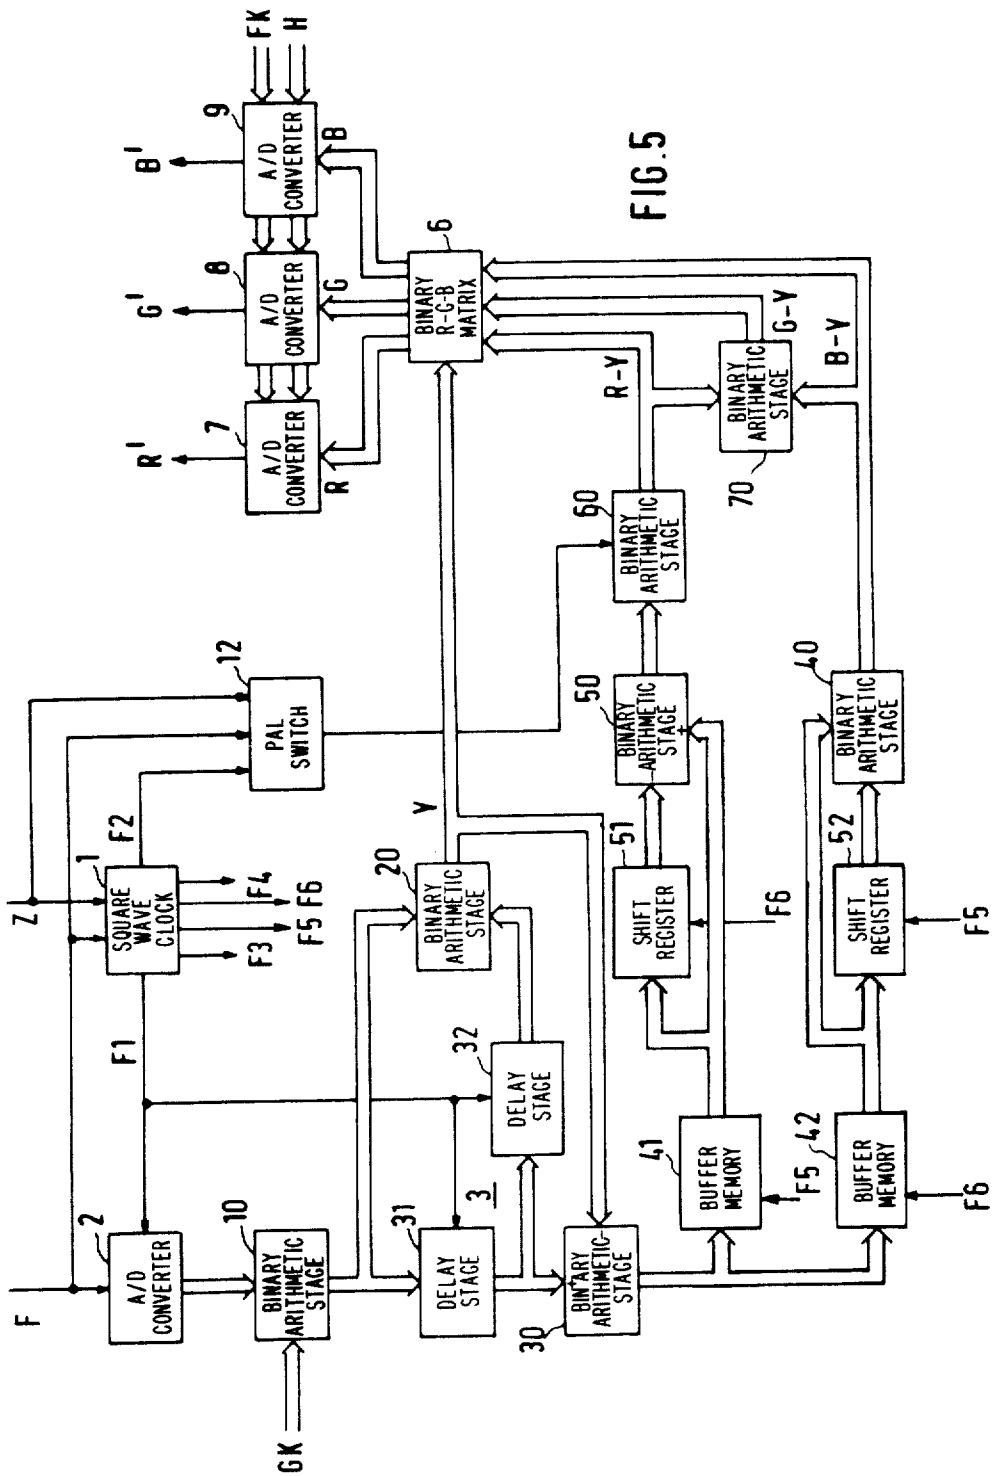 F
Z
2
A/D
CONVERTER
F1
1
SQUARE
WAVE
CLOCK
F2
F3
F5
F6
F4
12
PAL
SWITCH
R'
7
A/D
CONVERTER
R
G'
8
A/D
CONVERTER
G
B'
9
A/D
CONVERTER
B
FK
H
GK
10
BINARY
ARITHMETIC
STAGE
31
DELAY
STAGE
3
32
DELAY
STAGE
20
BINARY
ARITHMETIC
STAGE
Y
6
BINARY
R-G-B
MATRIX
30
+
BINARY
ARITHMETIC-
STAGE
41
BUFFER
MEMORY
F5
51
SHIFT
REGISTER
F6
50
BINARY
ARITHMETIC
STAGE
+
60
BINARY
ARITHMETIC
STAGE
R-Y
70
BINARY
ARITHMETIC
STAGE
G-Y
B-Y
42
BUFFER
MEMORY
F6
52
SHIFT
REGISTER
F5
40
BINARY
ARITHMETIC
STAGE
FIG.5